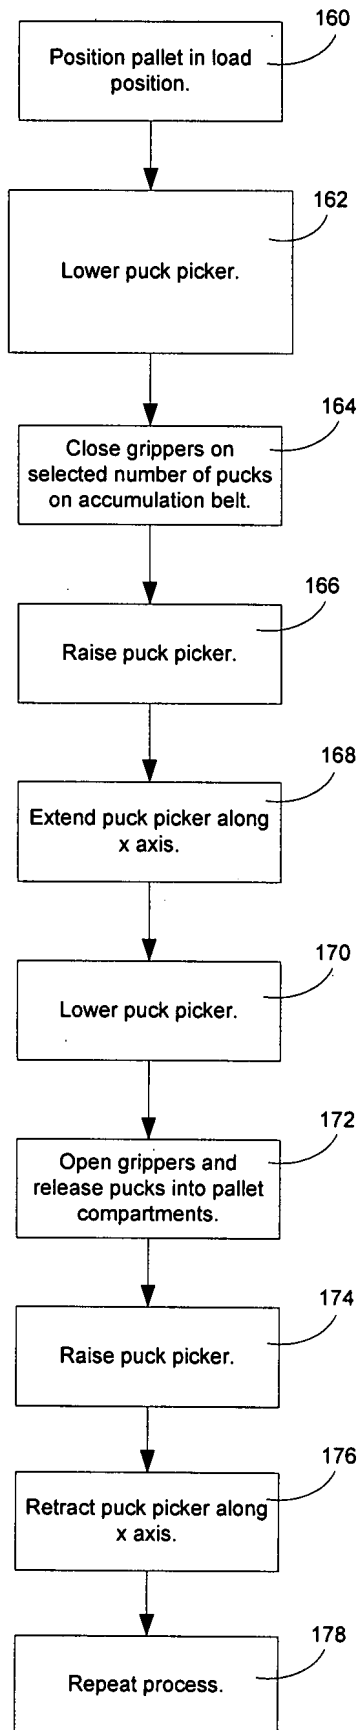 160
Position pallet in load
position.
162
Lower puck picker.
164
Close grippers on
selected number of pucks
on accumulation belt.
166
Raise puck picker.
168
Extend puck picker along
x axis.
170
Lower puck picker.
172
Open grippers and
release pucks into pallet
compartments.
174
Raise puck picker.
176
Retract puck picker along
x axis.
178
Repeat process.